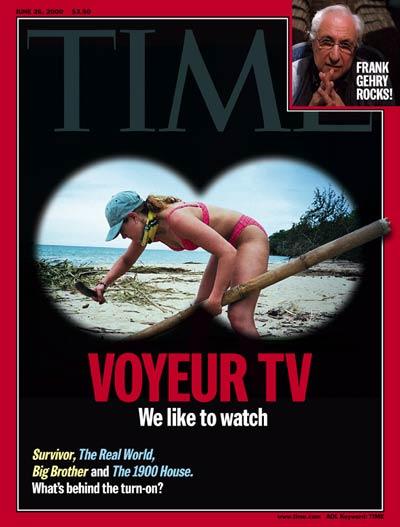 JUNE 26, 2000 $3.50
TIME
FRANK
GEHRY
ROCKS!
VOYEUR TV
We like to watch
Survivor, The Real World,
Big Brother and The 1900 House.
What's behind the turn-on?
www.time.com AOL Keyword: TIME